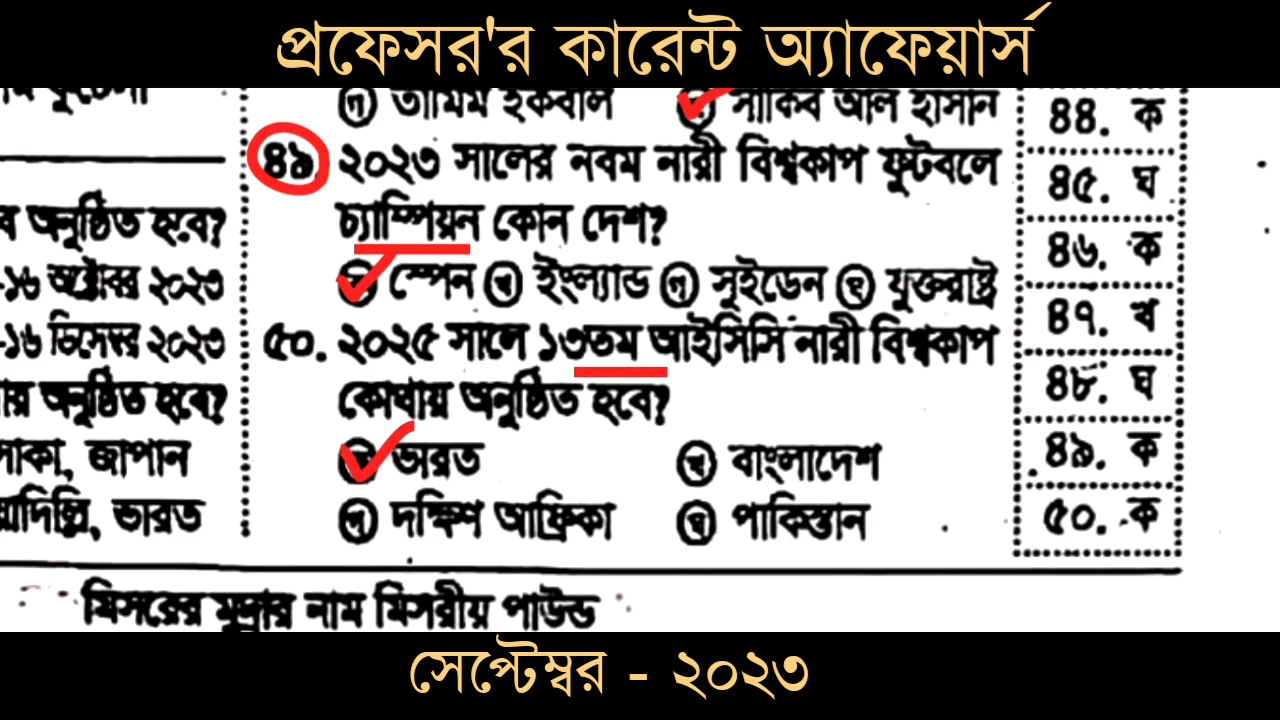 প্রফেসর'র কারেন্ট অ্যাফেয়ার্স
গ তামিম ইকবাল সাকিব আল হাসান
৪৯. ২০২৩ সালের নবম নারী বিশ্বকাপ ফুটবলে
চ্যাম্পিয়ন কোন দেশ?
স্পেন খ ইংল্যান্ড গ সুইডেন ঘ যুক্তরাষ্ট্র
৫০. ২০২৫ সালে ১৩তম আইসিসি নারী বিশ্বকাপ
কোথায় অনুষ্ঠিত হবে?
ভারত খ বাংলাদেশ
গ দক্ষিণ আফ্রিকা ঘ পাকিস্তান
অনুষ্ঠিত হবে?
-১৬ অক্টোবর ২০২৩
-১৬ ডিসেম্বর ২০২৩
অনুষ্ঠিত হবে?
জাপান
ভারত
৪৪. ক
৪৫. ঘ
৪৬. ক
৪৭. খ
৪৮. ঘ
৪৯. ক
৫০. ক
মিসরের মুদ্রার নাম মিসরীয় পাউন্ড
সেপ্টেম্বর - ২০২৩